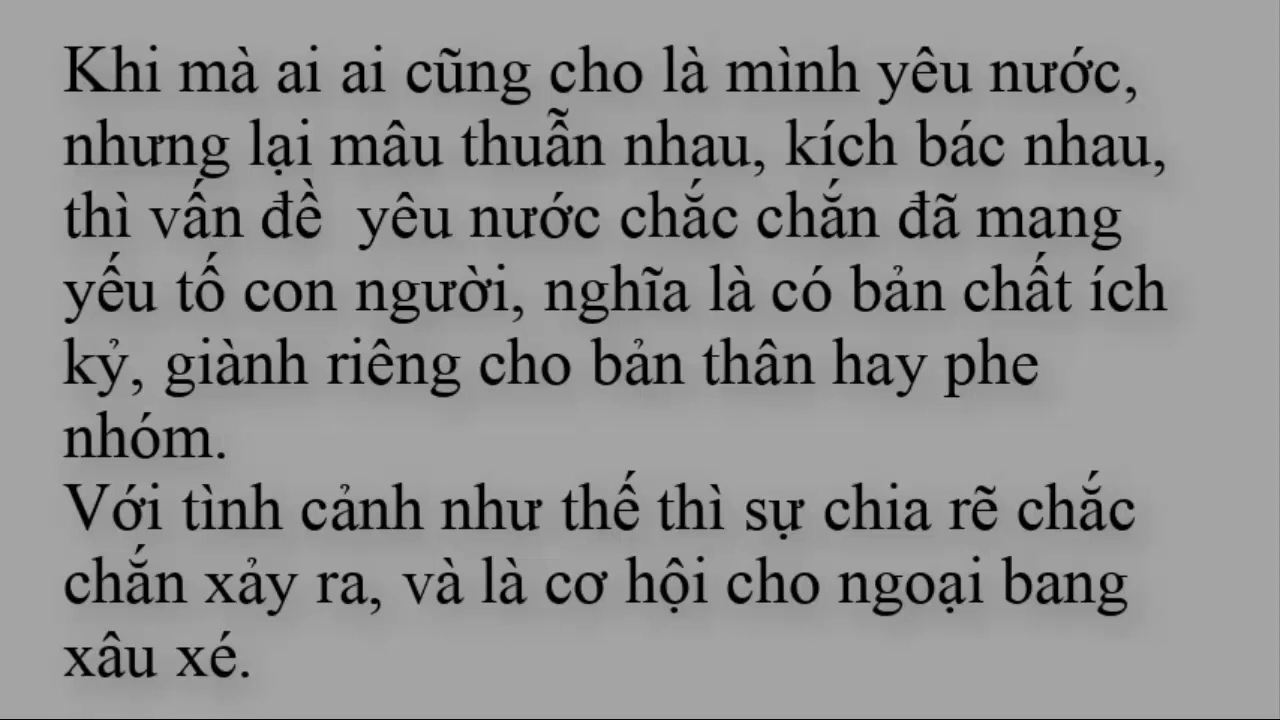 Khi mà ai ai cũng cho là mình yêu nước,
nhưng lại mâu thuẫn nhau, kích bác nhau,
thì vấn đề  yêu nước chắc chắn đã mang
yếu tố con người, nghĩa là có bản chất ích
kỷ, giành riêng cho bản thân hay phe
nhóm.
Với tình cảnh như thế thì sự chia rẽ chắc
chắn xảy ra, và là cơ hội cho ngoại bang
xâu xé.